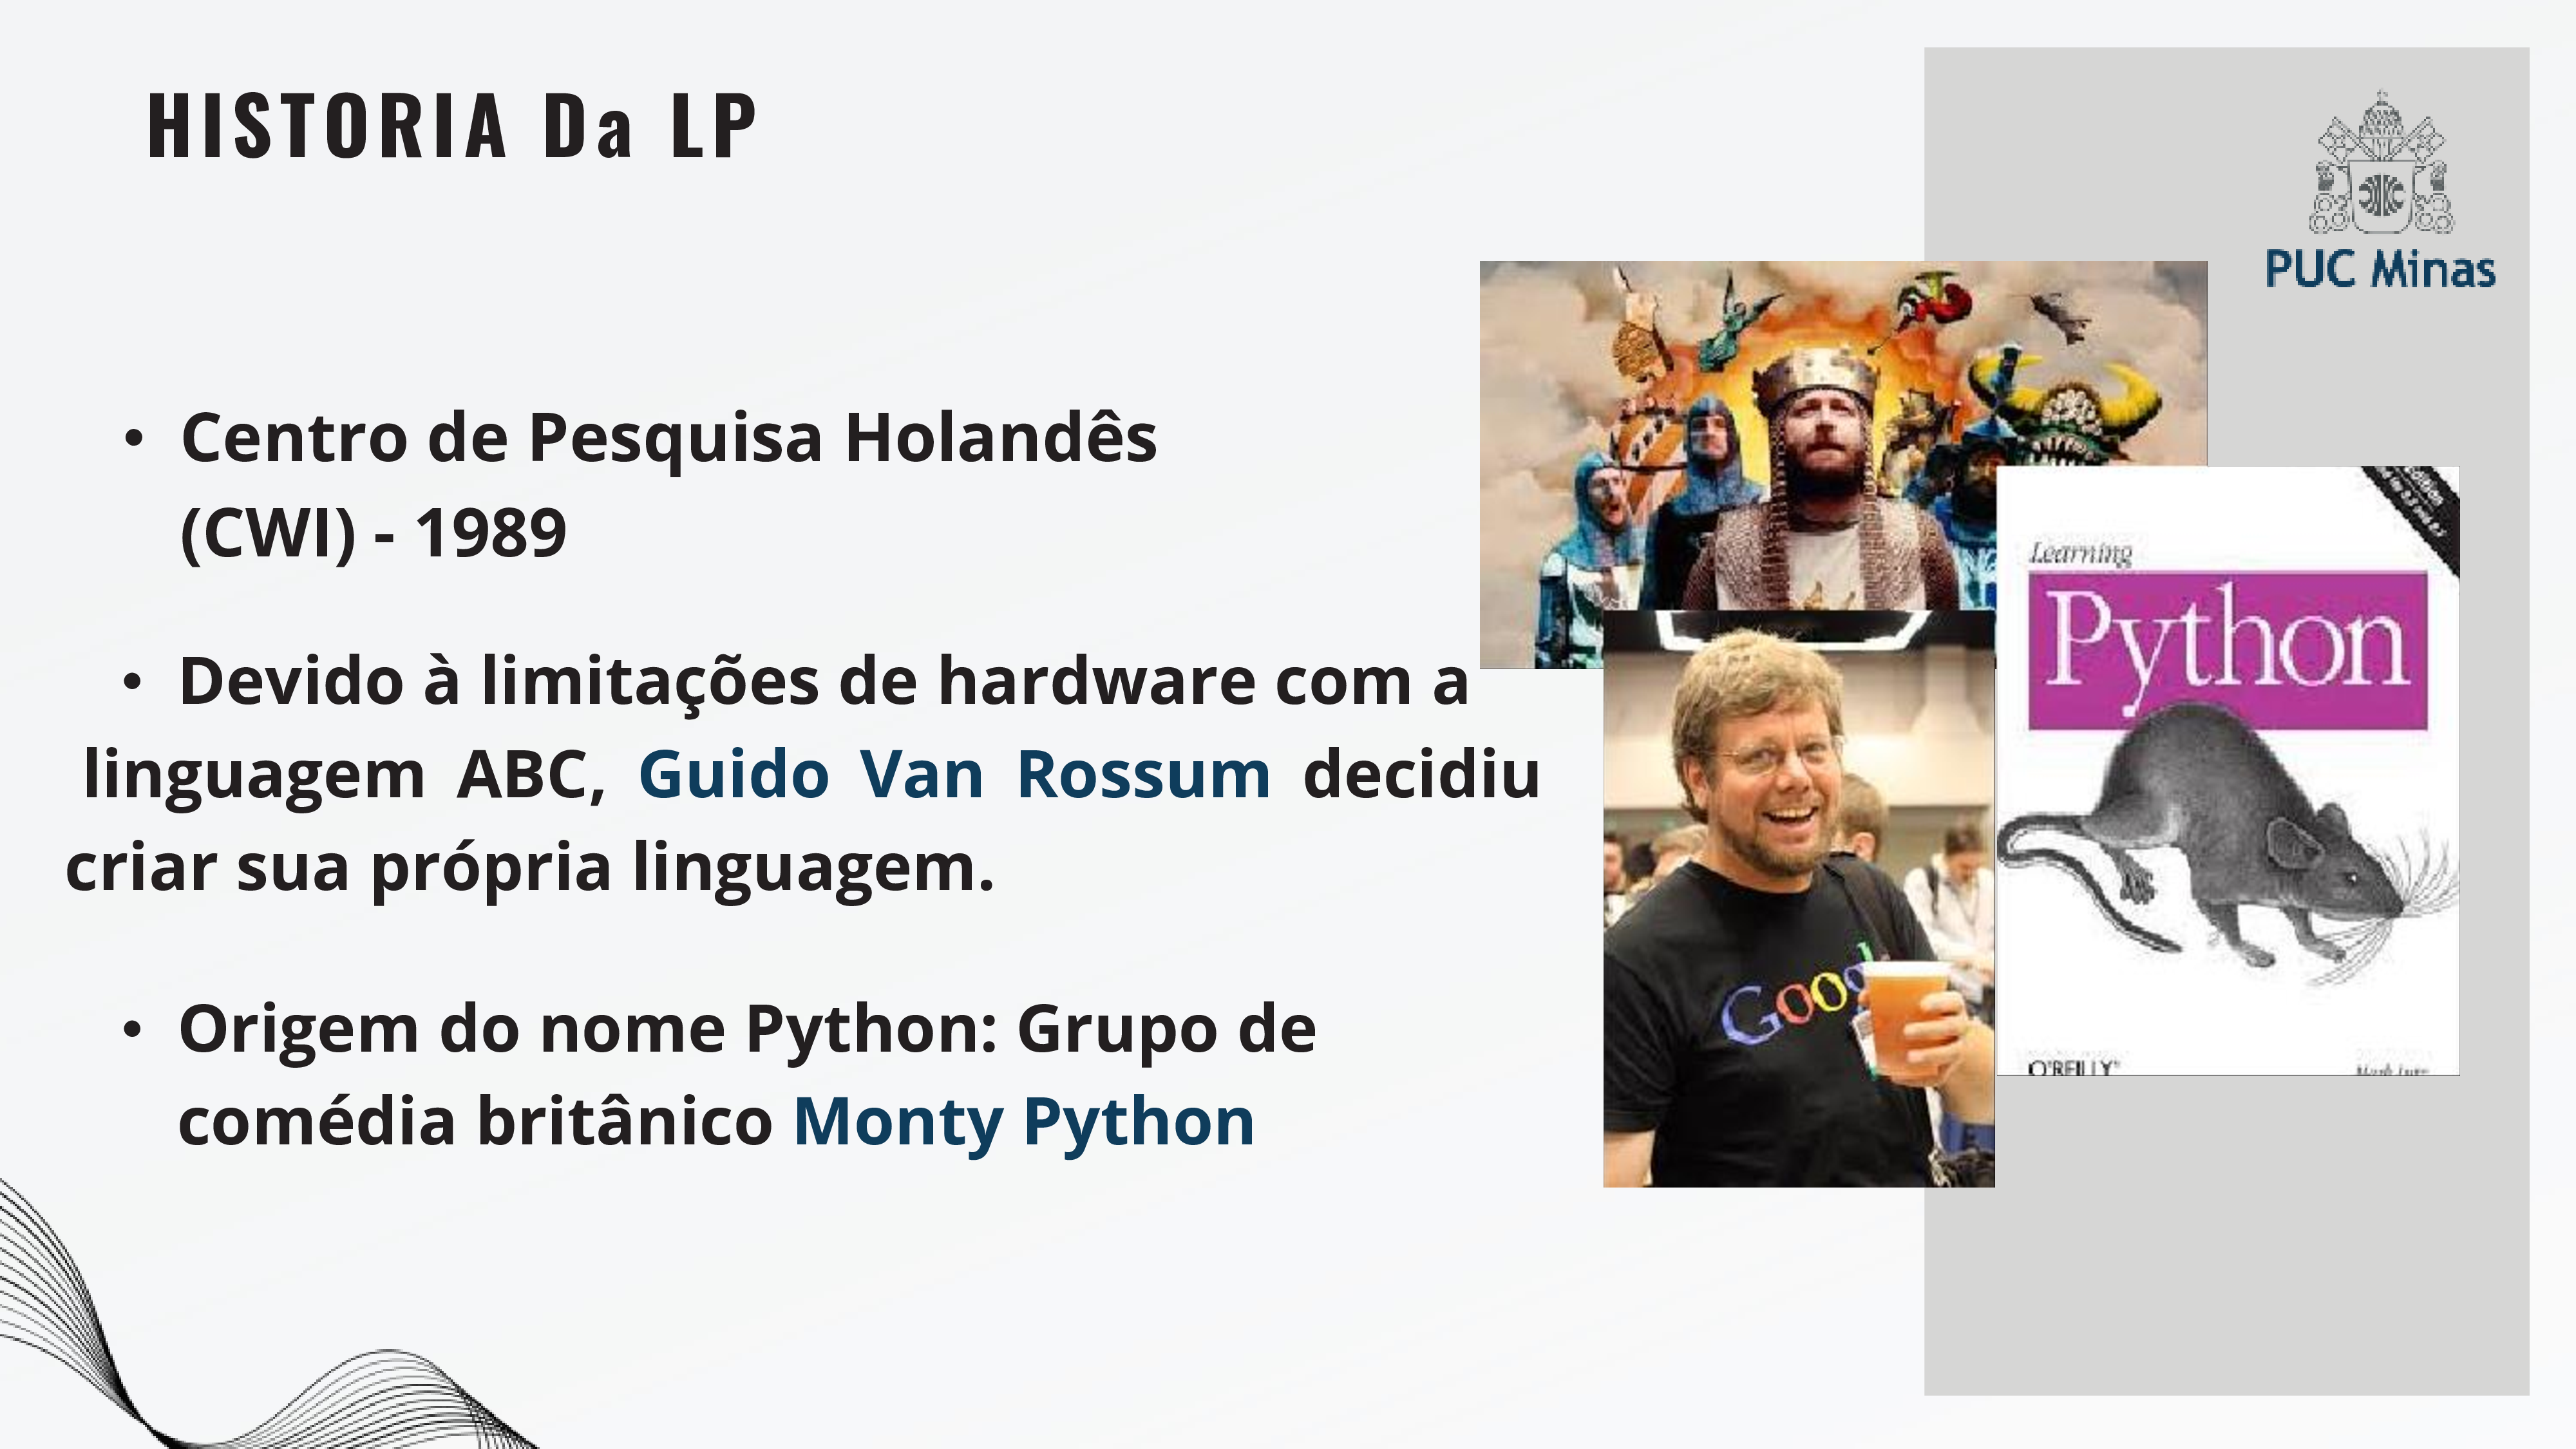 HISTORIA Da LP
PUC Minas
• Centro de Pesquisa Holandês
(CWI) - 1989
• Devido à limitações de hardware com a
linguagem ABC, Guido Van Rossum decidiu
criar sua própria linguagem.
• Origem do nome Python: Grupo de
comédia britânico Monty Python
Learning
Python
O'REILLY
Google